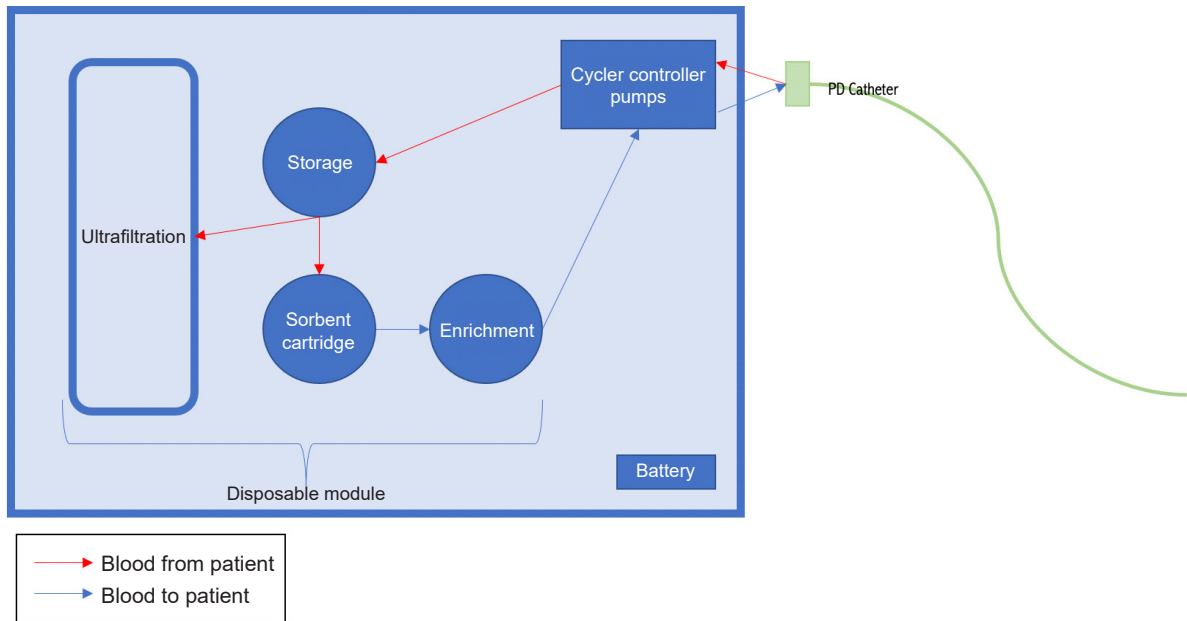 Cycler controller
pumps
PD Catheter
Storage
Ultrafiltration
Sorbent
cartridge
Enrichment
Battery
Disposable module
Blood from patient
Blood to patient